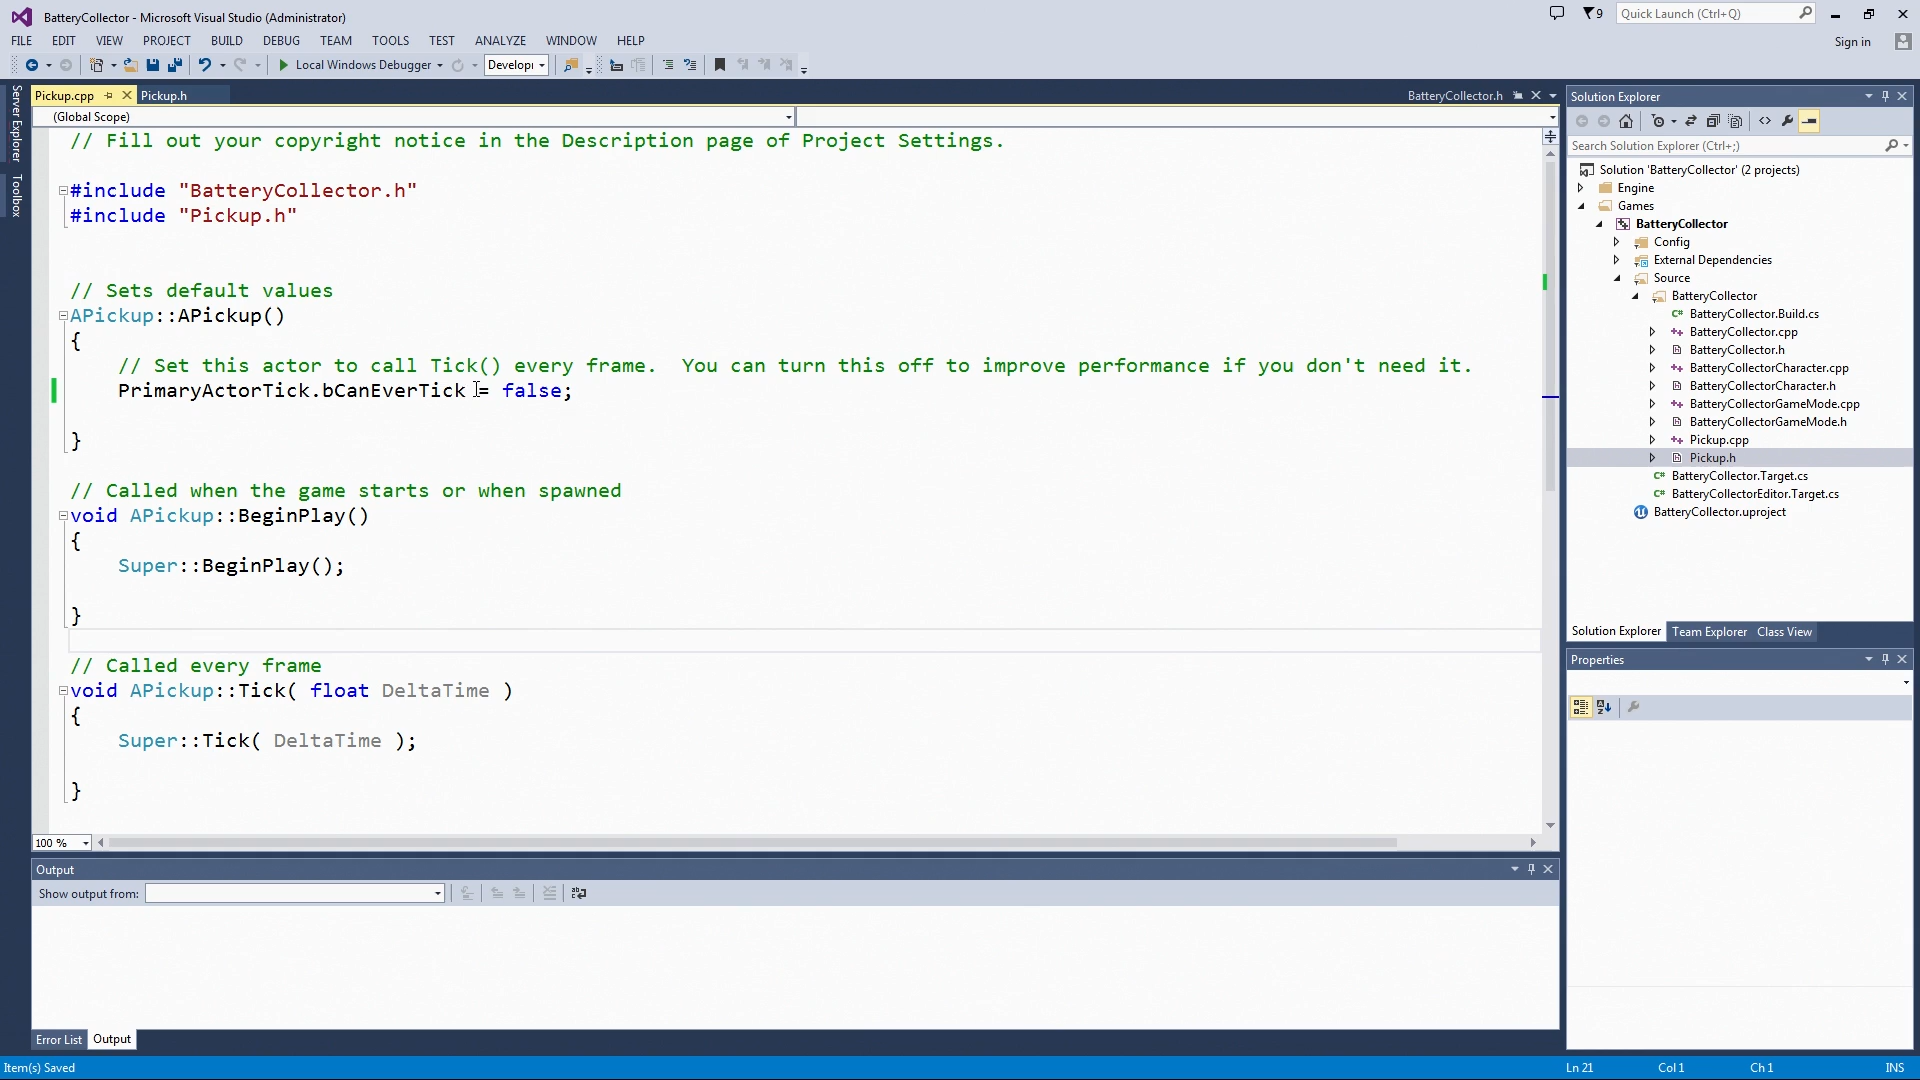 BatteryCollector - Microsoft Visual Studio (Administrator)
9
Quick Launch (Ctrl+Q)
FILE EDIT VIEW PROJECT BUILD DEBUG TEAM TOOLS TEST ANALYZE WINDOW HELP
Sign in
Local Windows Debugger
Develop
Server Explorer
Toolbox
Pickup.cpp
Pickup.h
BatteryCollector.h
(Global Scope)
// Fill out your copyright notice in the Description page of Project Settings.
#include "BatteryCollector.h"
#include "Pickup.h"
// Sets default values
APickup::APickup()
{
// Set this actor to call Tick() every frame.  You can turn this off to improve performance if you don't need it.
PrimaryActorTick.bCanEverTick = false;
}
// Called when the game starts or when spawned
void APickup::BeginPlay()
{
Super::BeginPlay();
}
// Called every frame
void APickup::Tick( float DeltaTime )
{
Super::Tick( DeltaTime );
}
100 %
Output
Show output from:
Error List
Output
Solution Explorer
Search Solution Explorer (Ctrl+;)
Solution 'BatteryCollector' (2 projects)
Engine
Games
BatteryCollector
Config
External Dependencies
Source
BatteryCollector
BatteryCollector.Build.cs
BatteryCollector.cpp
BatteryCollector.h
BatteryCollectorCharacter.cpp
BatteryCollectorCharacter.h
BatteryCollectorGameMode.cpp
BatteryCollectorGameMode.h
Pickup.cpp
Pickup.h
BatteryCollector.Target.cs
BatteryCollectorEditor.Target.cs
BatteryCollector.uproject
Solution Explorer Team Explorer Class View
Properties
Item(s) Saved
Ln 21 Col 1 Ch 1 INS